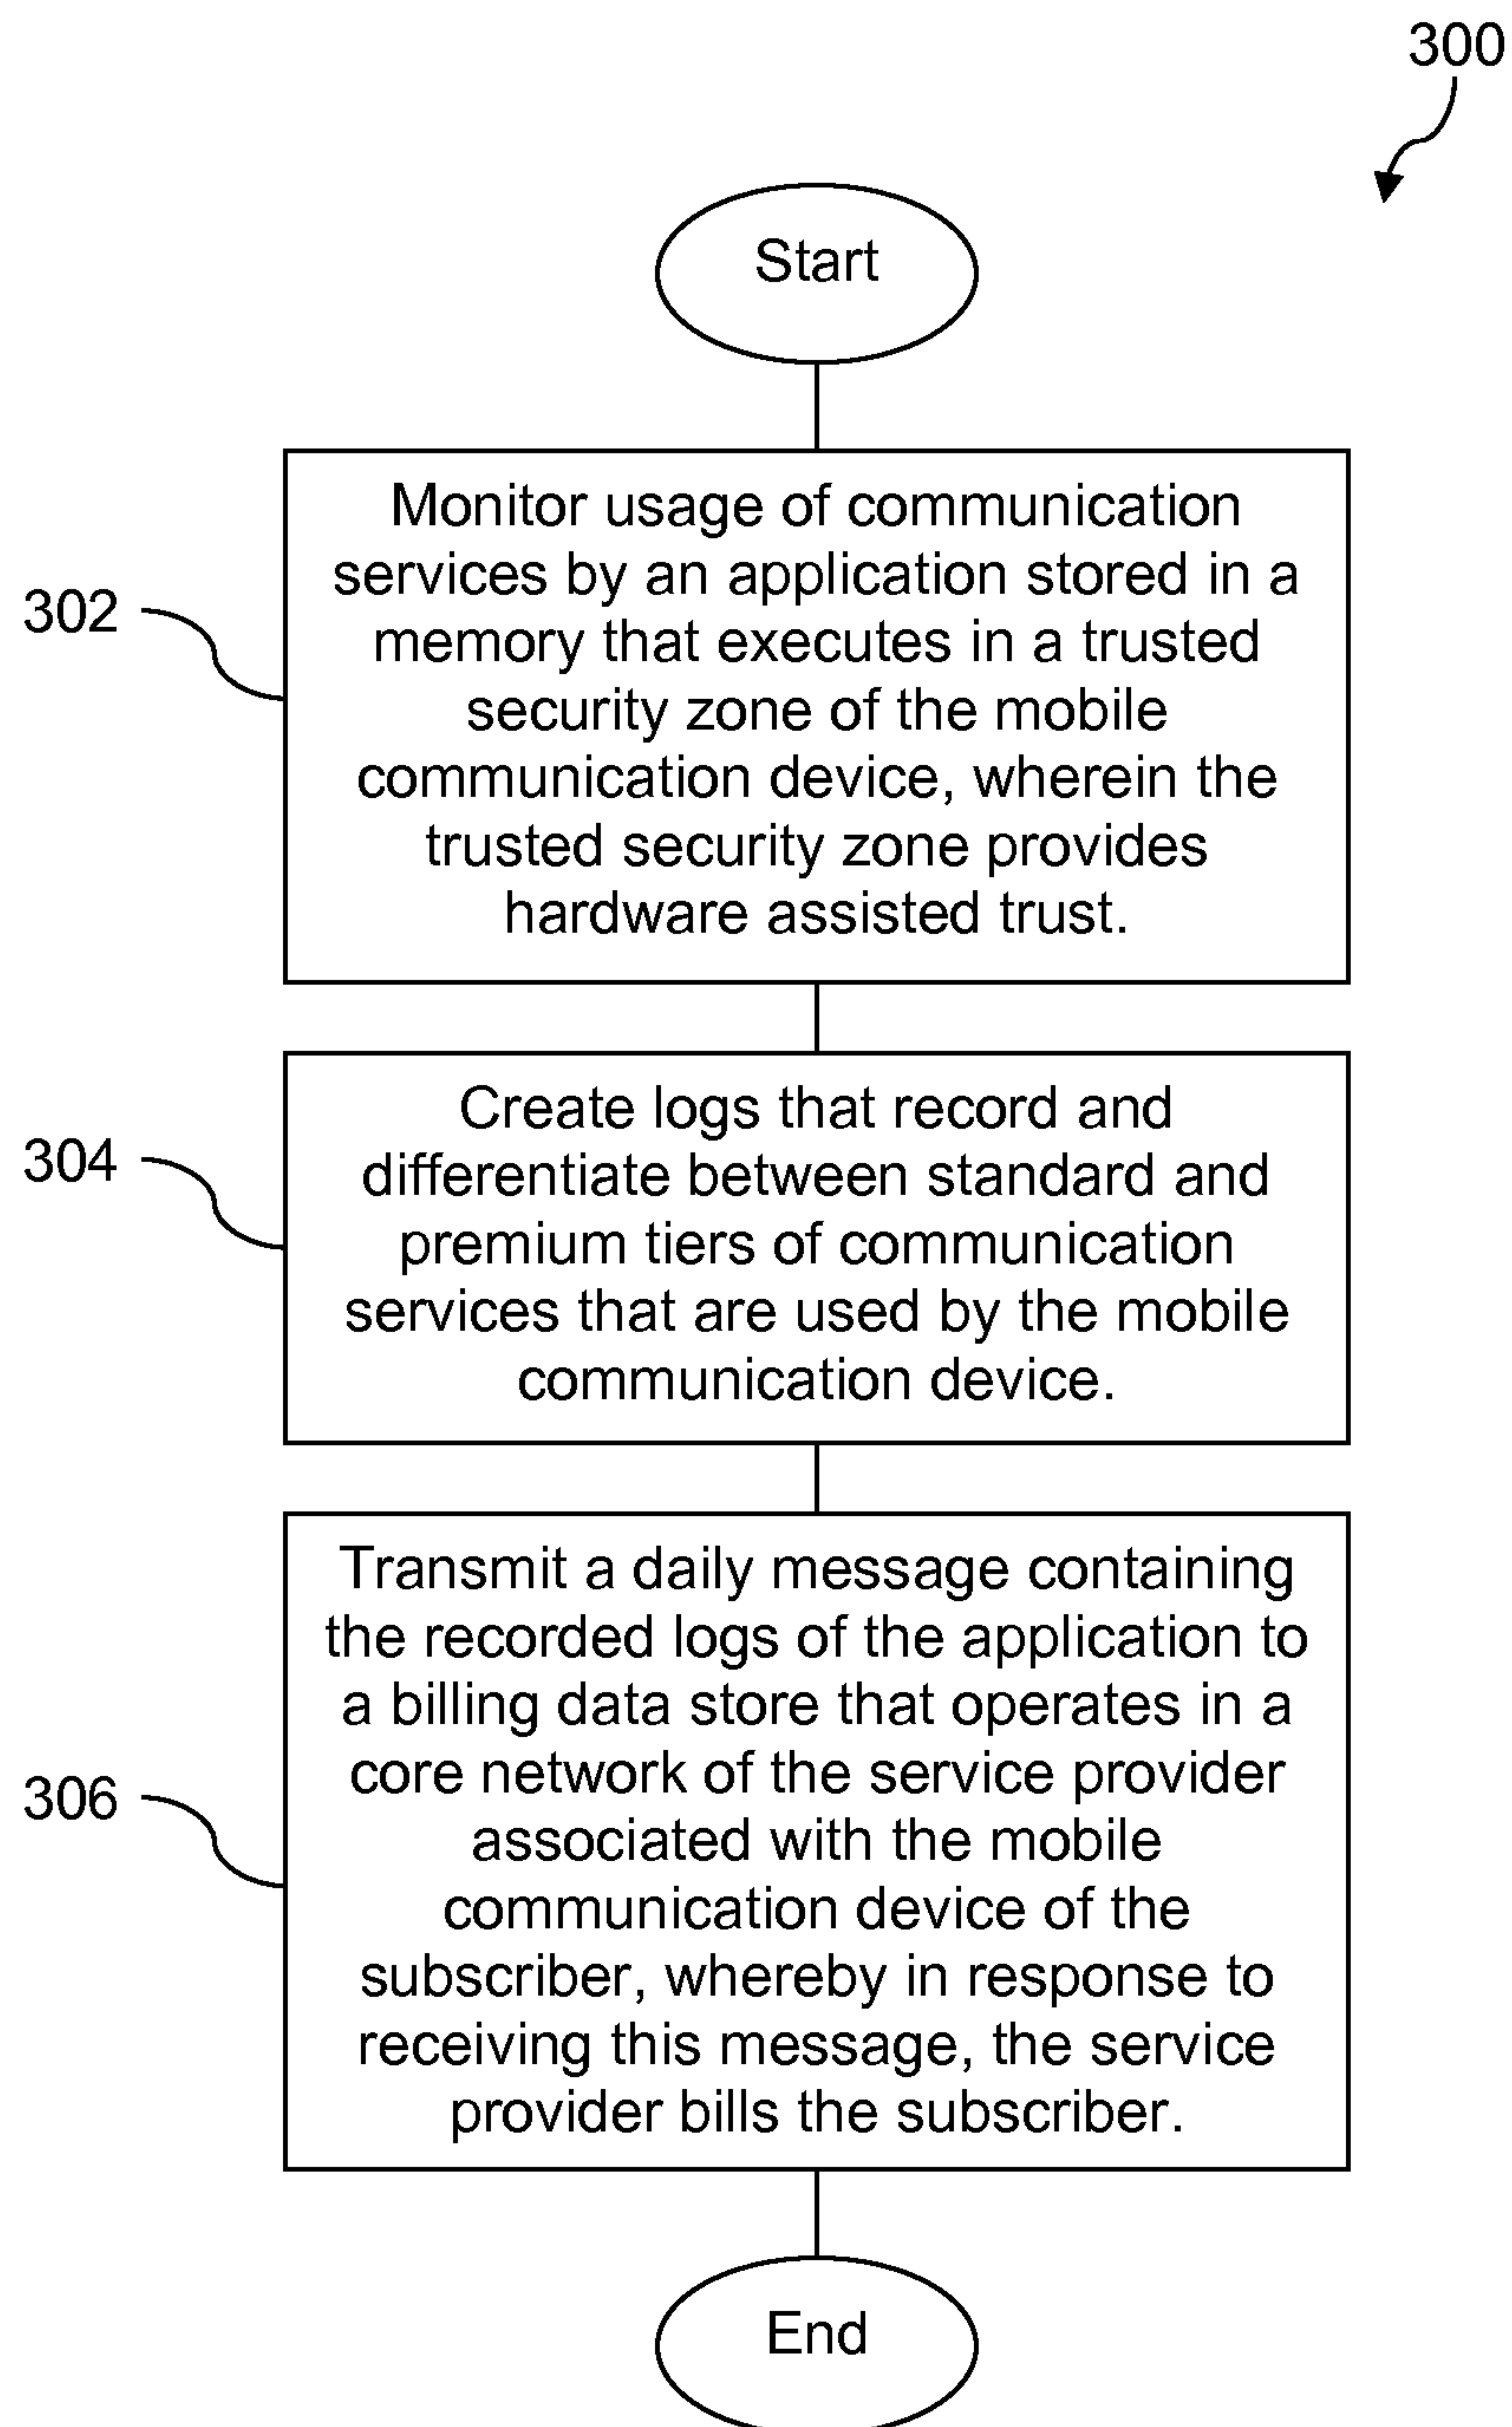 300
Start
302
Monitor usage of communication
services by an application stored in a
memory that executes in a trusted
security zone of the mobile
communication device, wherein the
trusted security zone provides
hardware assisted trust.
304
Create logs that record and
differentiate between standard and
premium tiers of communication
services that are used by the mobile
communication device.
306
Transmit a daily message containing
the recorded logs of the application to
a billing data store that operates in a
core network of the service provider
associated with the mobile
communication device of the
subscriber, whereby in response to
receiving this message, the service
provider bills the subscriber.
End